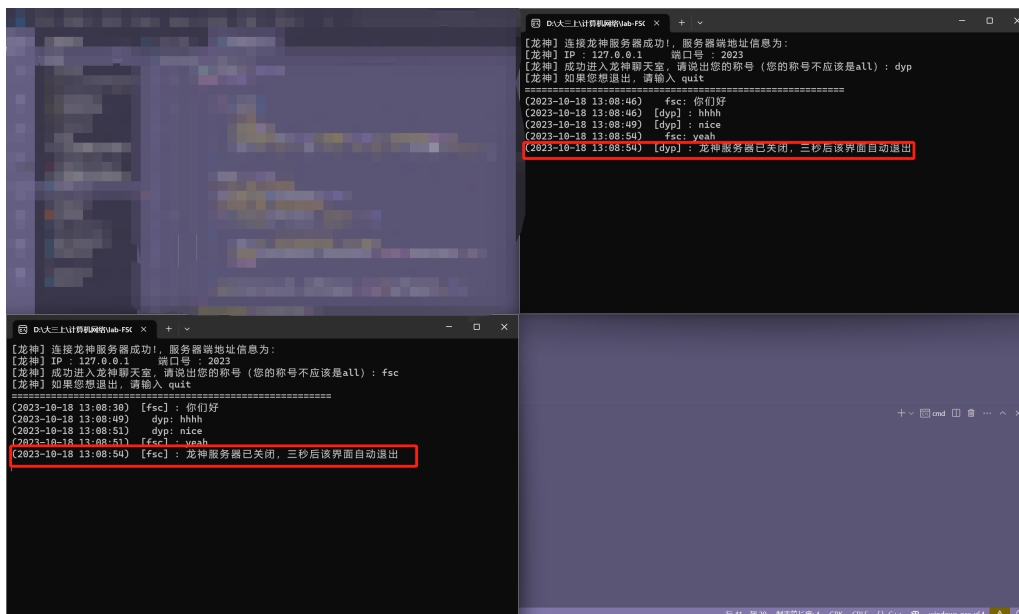 D:\大三上\计算机网络\lab-FSC
[龙神] 连接龙神服务器成功!, 服务器端地址信息为:
[龙神] IP : 127.0.0.1 端口号 : 2023
[龙神] 成功进入龙神聊天室, 请说出您的称号 (您的称号不应该是all) : dyp
[龙神] 如果您想退出, 请输入 quit
==========================================================
(2023-10-18 13:08:46) fsc: 你们好
(2023-10-18 13:08:46) [dyp] : hhhh
(2023-10-18 13:08:49) [dyp] : nice
(2023-10-18 13:08:54) fsc: yeah
(2023-10-18 13:08:54) [dyp] : 龙神服务器已关闭, 三秒后该界面自动退出
D:\大三上\计算机网络\lab-FSC
[龙神] 连接龙神服务器成功!, 服务器端地址信息为:
[龙神] IP : 127.0.0.1 端口号 : 2023
[龙神] 成功进入龙神聊天室, 请说出您的称号 (您的称号不应该是all) : fsc
[龙神] 如果您想退出, 请输入 quit
==========================================================
(2023-10-18 13:08:30) [fsc] : 你们好
(2023-10-18 13:08:49) dyp: hhhh
(2023-10-18 13:08:51) dyp: nice
(2023-10-18 13:08:51) [fsc] : yeah
(2023-10-18 13:08:54) [fsc] : 龙神服务器已关闭, 三秒后该界面自动退出
cmd